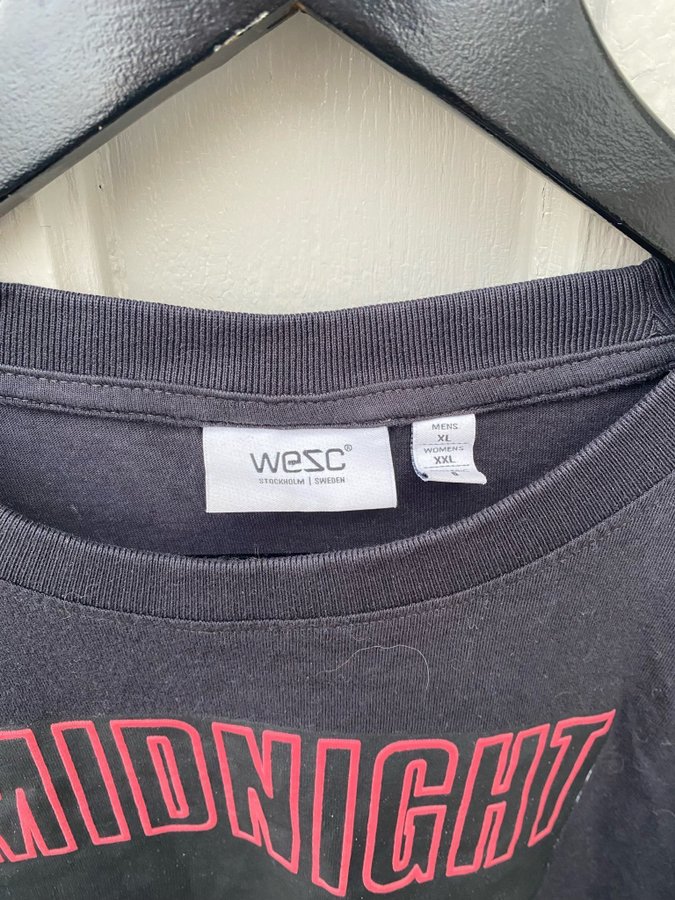 wesc®
STOCKHOLM | SWEDEN
MENS
XL
WOMENS
XXL
MIDNIGHT